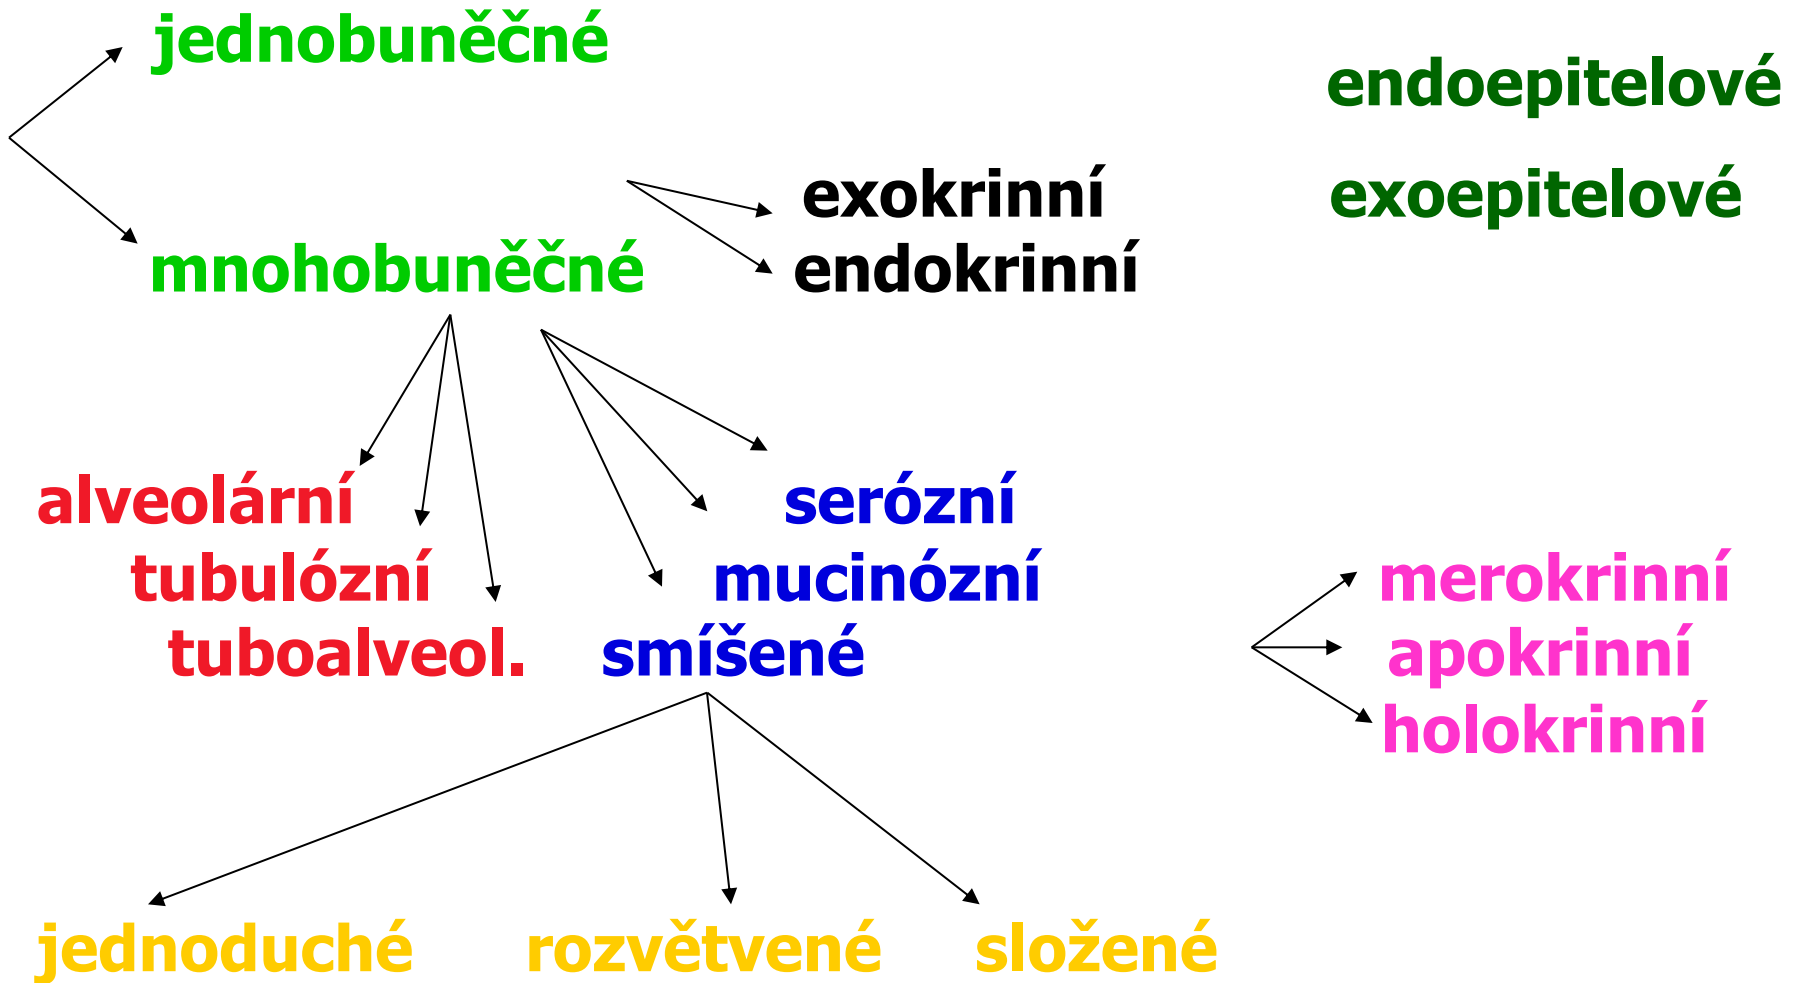 jednobuněčné
endoepitelové
exokrinní
exoepitelové
mnohobuněčné
endokrinní
alveolární
serózní
tubulózní
mucinózní
merokrinní
tuboalveol.
smíšené
apokrinní
holokrinní
jednoduché
rozvětvené
složené